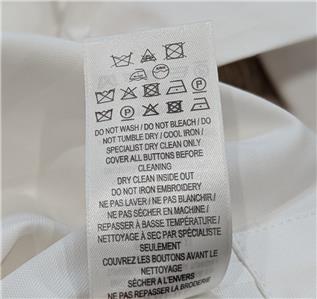 DO NOT WASH / DO NOT BLEACH / DO
NOT TUMBLE DRY / COOL IRON /
SPECIALIST DRY CLEAN ONLY
COVER ALL BUTTONS BEFORE
CLEANING
DRY CLEAN INSIDE OUT
DO NOT IRON EMBROIDERY
NE PAS LAVER / NE PAS BLANCHIR /
NE PAS SÉCHER EN MACHINE /
REPASSER À BASSE TEMPÉRATURE /
NETTOYAGE À SEC PAR SPÉCIALISTE
SEULEMENT
COUVREZ LES BOUTONS AVANT LE
NETTOYAGE
SÉCHER À L'ENVERS
NE PAS REPASSER LA BRODERIE